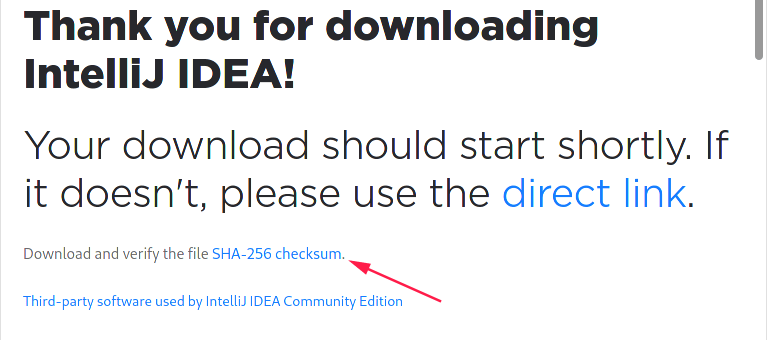 Thank you for downloading
IntelliJ IDEA!
Your download should start shortly. If
it doesn't, please use the direct link.
Download and verify the file SHA-256 checksum.
Third-party software used by IntelliJ IDEA Community Edition